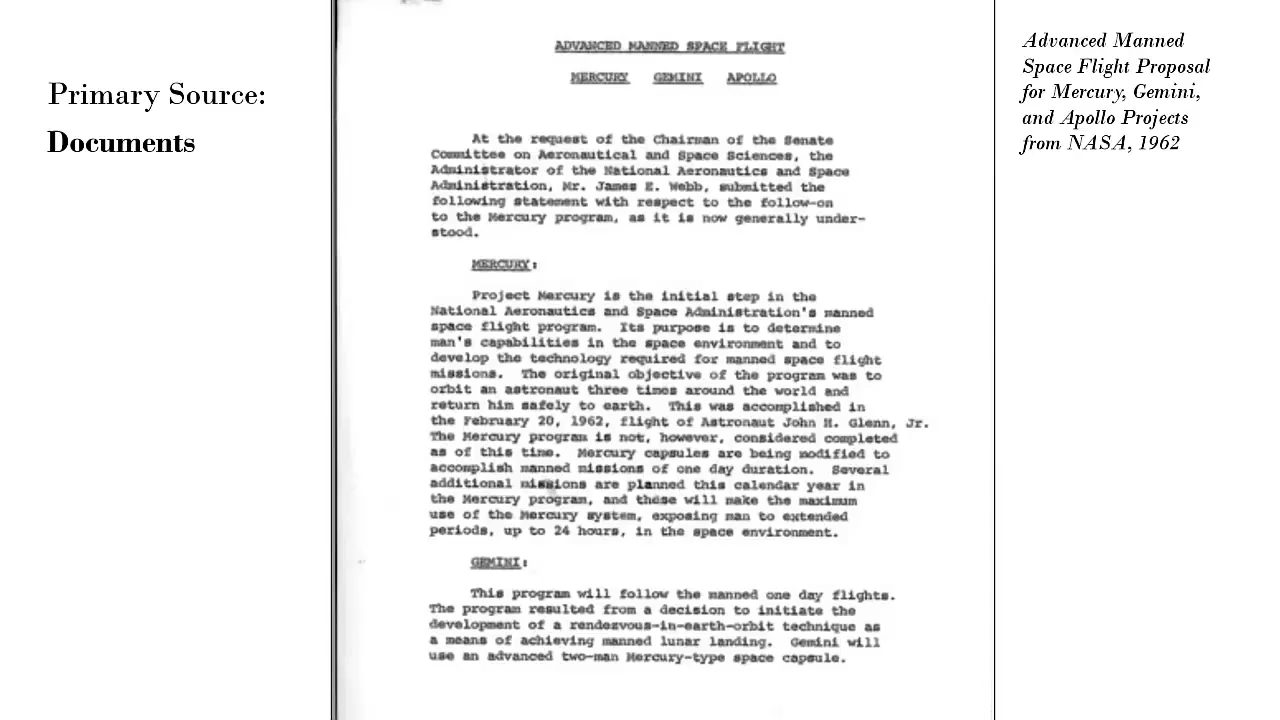 Primary Source:
Documents
ADVANCED MANNED SPACE FLIGHT
MERCURY GEMINI APOLLO
At the request of the Chairman of the Senate
Committee on Aeronautical and Space Sciences, the
Administrator of the National Aeronautics and Space
Administration, Mr. James E. Webb, submitted the
following statement with respect to the follow-on
to the Mercury program, as it is now generally under-
stood.
MERCURY:
Project Mercury is the initial step in the
National Aeronautics and Space Administration's manned
space flight program. Its purpose is to determine
man's capabilities in the space environment and to
develop the technology required for manned space flight
missions. The original objective of the program was to
orbit an astronaut three times around the world and
return him safely to earth. This was accomplished in
the February 20, 1962, flight of Astronaut John H. Glenn, Jr.
The Mercury program is not, however, considered completed
as of this time. Mercury capsules are being modified to
accomplish manned missions of one day duration. Several
additional missions are planned this calendar year in
the Mercury program, and these will make the maximum
use of the Mercury system, exposing man to extended
periods, up to 24 hours, in the space environment.
GEMINI:
This program will follow the manned one day flights.
The program resulted from a decision to initiate the
development of a rendezvous-in-earth-orbit technique as
a means of achieving manned lunar landing. Gemini will
use an advanced two-man Mercury-type space capsule.
Advanced Manned
Space Flight Proposal
for Mercury, Gemini,
and Apollo Projects
from NASA, 1962